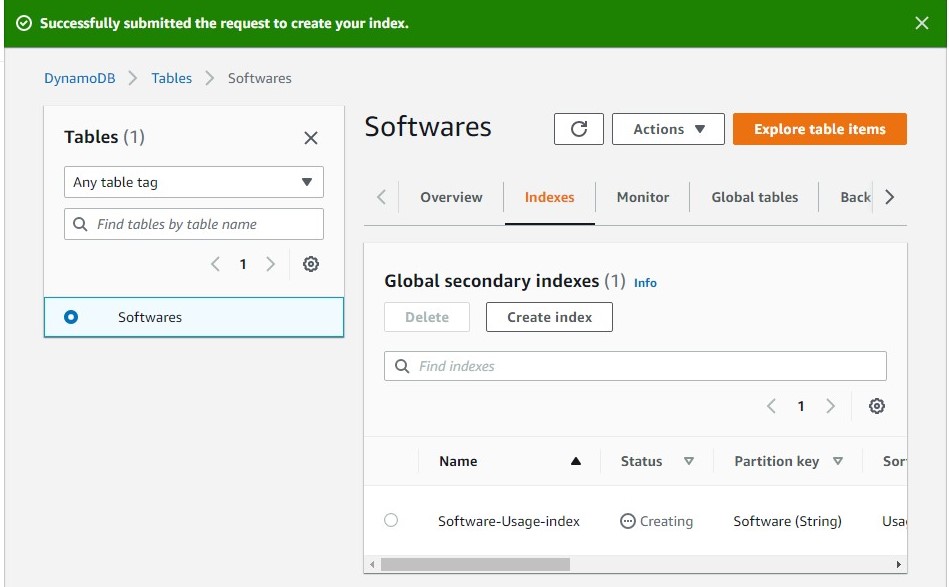 Successfully submitted the request to create your index.
DynamoDB Tables Softwares
Tables (1)
Any table tag
Find tables by table name
1
Softwares
Softwares
Actions
Explore table items
Overview Indexes Monitor Global tables Back
Global secondary indexes (1) Info
Delete Create index
Find indexes
1
Name Status Partition key Sor
Software-Usage-index Creating Software (String) Usa